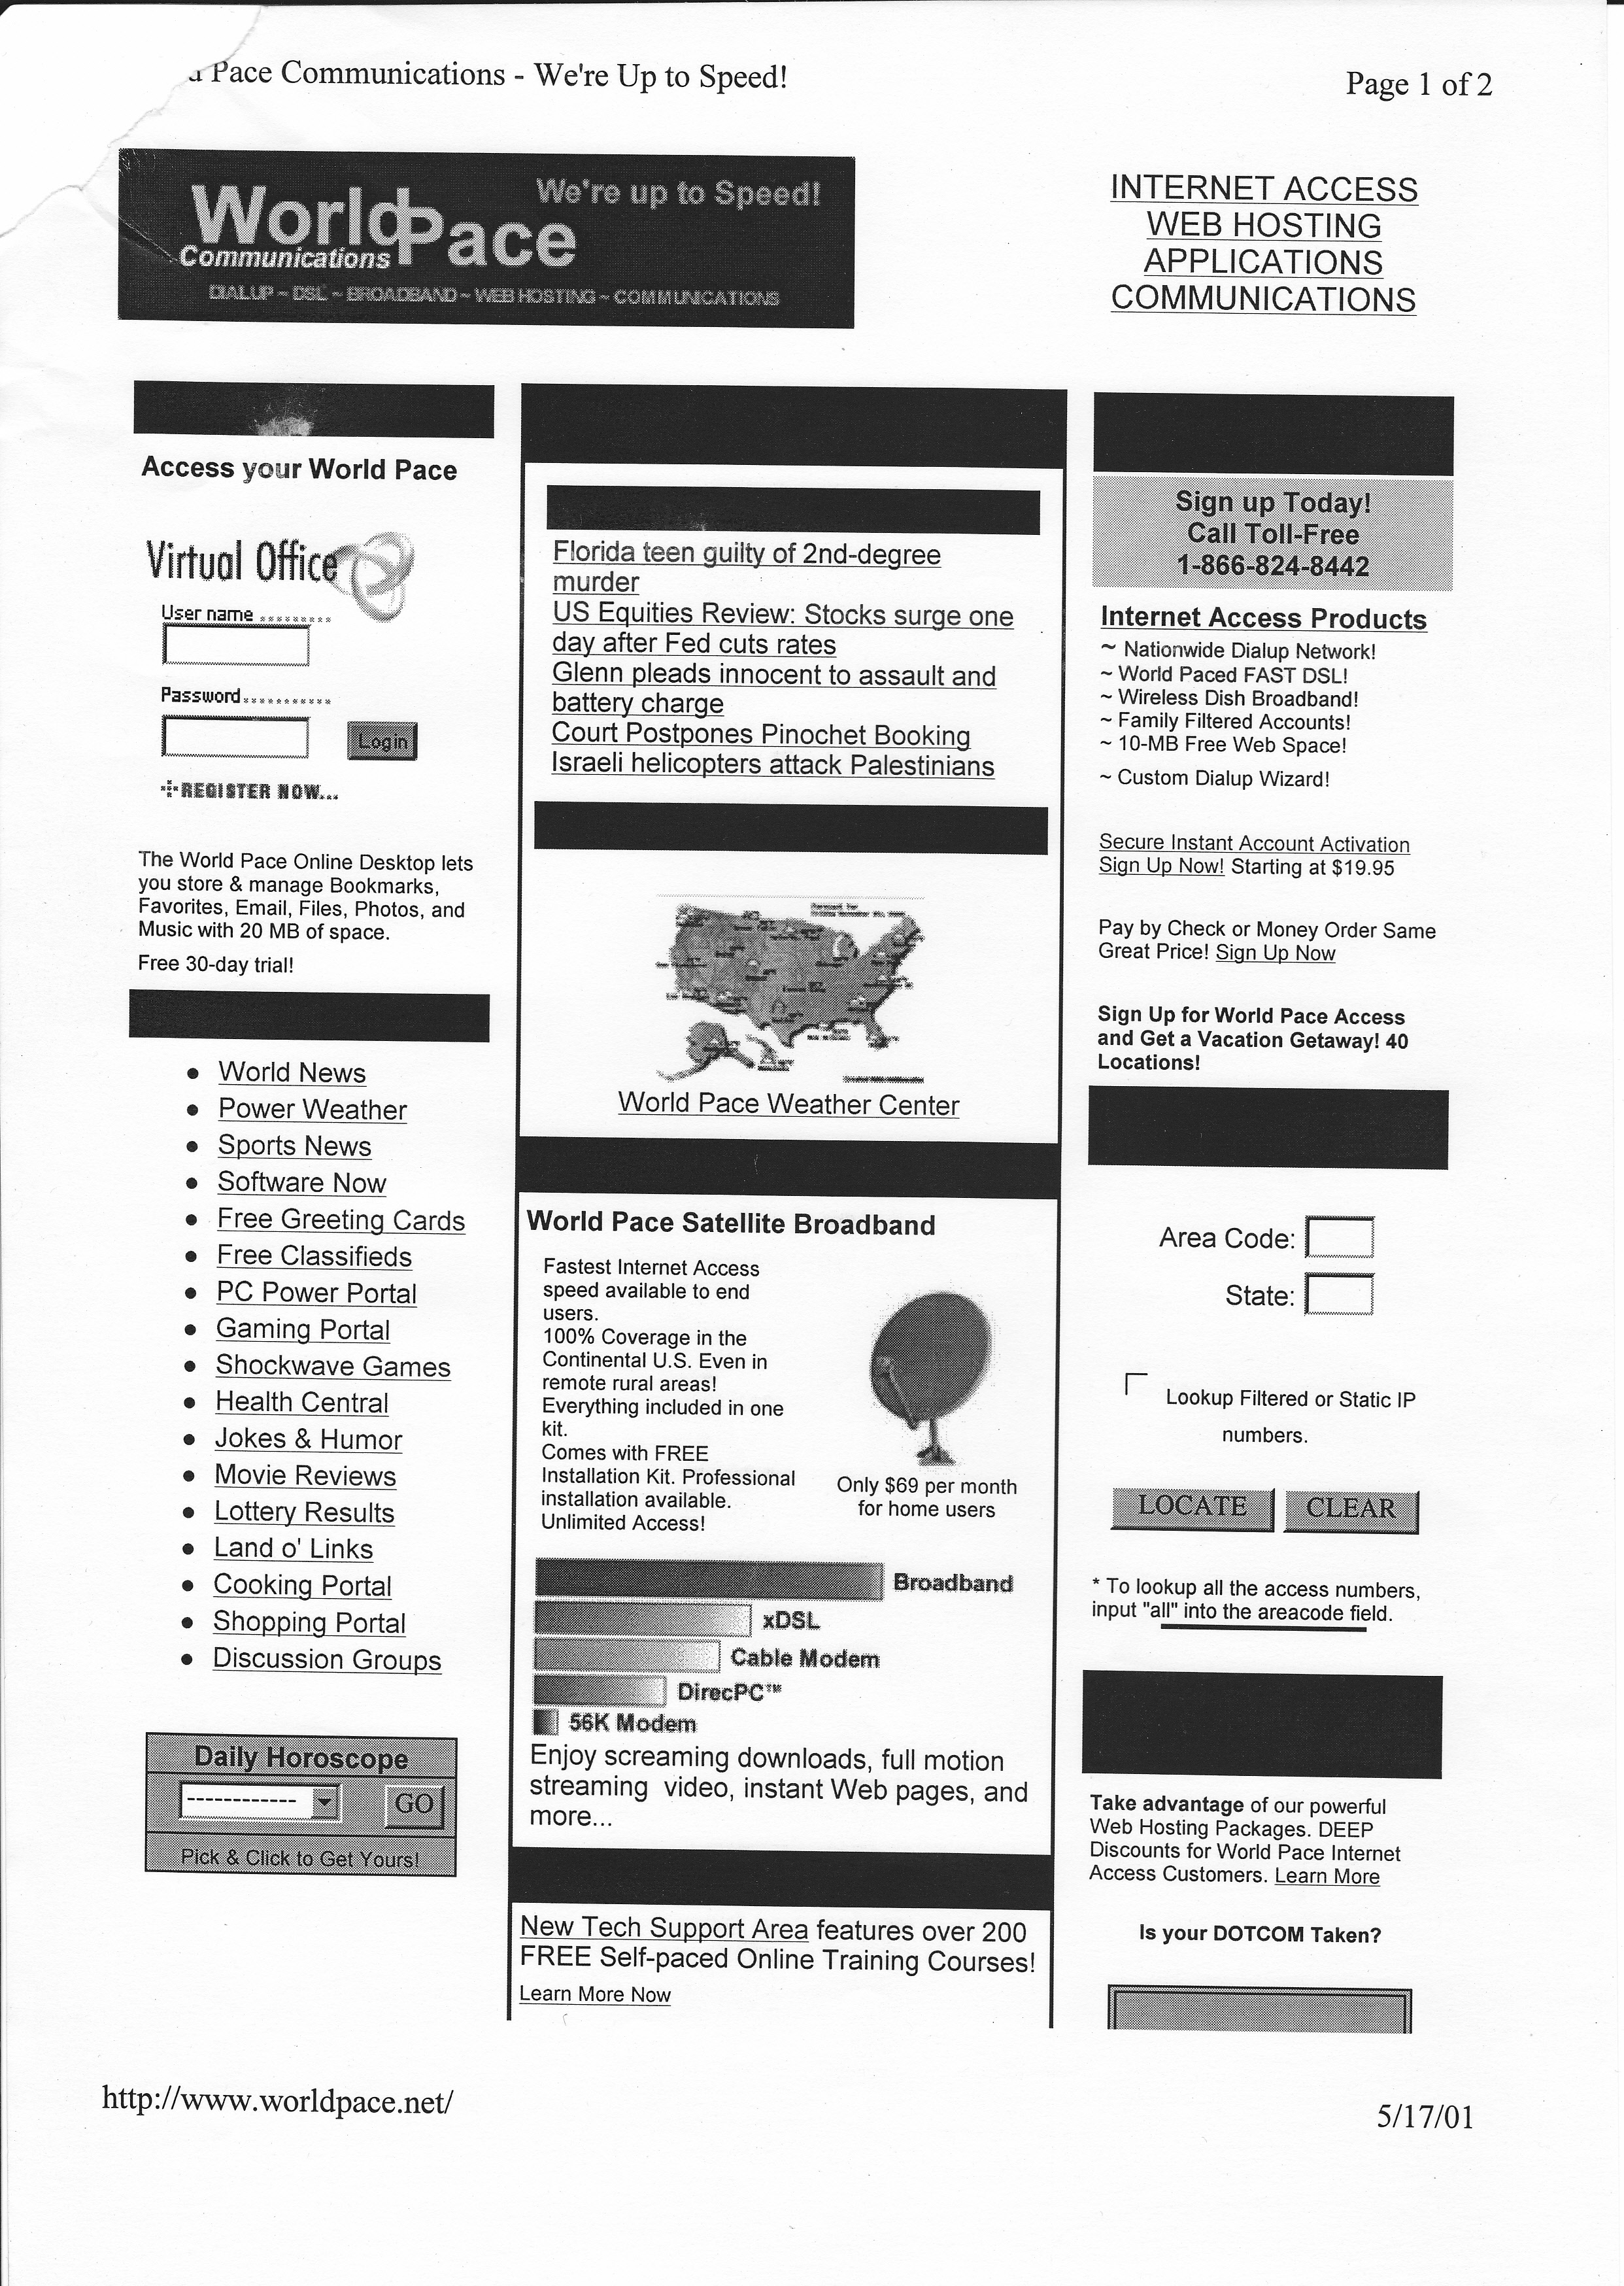 Pace Communications - We're Up to Speed!
Page 1 of 2
We're up to Speed!
WorldPace
Communications
DIALUP ~ DSL ~ BROADBAND ~ WEB HOSTING ~ COMMUNICATIONS
INTERNET ACCESS
WEB HOSTING
APPLICATIONS
COMMUNICATIONS
Access your World Pace
Virtual Office
User name .........
Password...........
Login
REGISTER NOW...
The World Pace Online Desktop lets
you store & manage Bookmarks,
Favorites, Email, Files, Photos, and
Music with 20 MB of space.
Free 30-day trial!
• World News
• Power Weather
• Sports News
• Software Now
• Free Greeting Cards
• Free Classifieds
• PC Power Portal
• Gaming Portal
• Shockwave Games
• Health Central
• Jokes & Humor
• Movie Reviews
• Lottery Results
• Land o' Links
• Cooking Portal
• Shopping Portal
• Discussion Groups
Daily Horoscope
------------
GO
Pick & Click to Get Yours!
Florida teen guilty of 2nd-degree
murder
US Equities Review: Stocks surge one
day after Fed cuts rates
Glenn pleads innocent to assault and
battery charge
Court Postpones Pinochet Booking
Israeli helicopters attack Palestinians
World Pace Weather Center
World Pace Satellite Broadband
Fastest Internet Access
speed available to end
users.
100% Coverage in the
Continental U.S. Even in
remote rural areas!
Everything included in one
kit.
Comes with FREE
Installation Kit. Professional
installation available.
Unlimited Access!
Only $69 per month
for home users
Broadband
xDSL
Cable Modem
DirecPC™
56K Modem
Enjoy screaming downloads, full motion
streaming video, instant Web pages, and
more...
New Tech Support Area features over 200
FREE Self-paced Online Training Courses!
Learn More Now
Sign up Today!
Call Toll-Free
1-866-824-8442
Internet Access Products
~ Nationwide Dialup Network!
~ World Paced FAST DSL!
~ Wireless Dish Broadband!
~ Family Filtered Accounts!
~ 10-MB Free Web Space!
~ Custom Dialup Wizard!
Secure Instant Account Activation
Sign Up Now! Starting at $19.95
Pay by Check or Money Order Same
Great Price! Sign Up Now
Sign Up for World Pace Access
and Get a Vacation Getaway! 40
Locations!
Area Code:
State:
Lookup Filtered or Static IP
numbers.
LOCATE CLEAR
* To lookup all the access numbers,
input "all" into the areacode field.
Take advantage of our powerful
Web Hosting Packages. DEEP
Discounts for World Pace Internet
Access Customers. Learn More
Is your DOTCOM Taken?
http://www.worldpace.net/
5/17/01